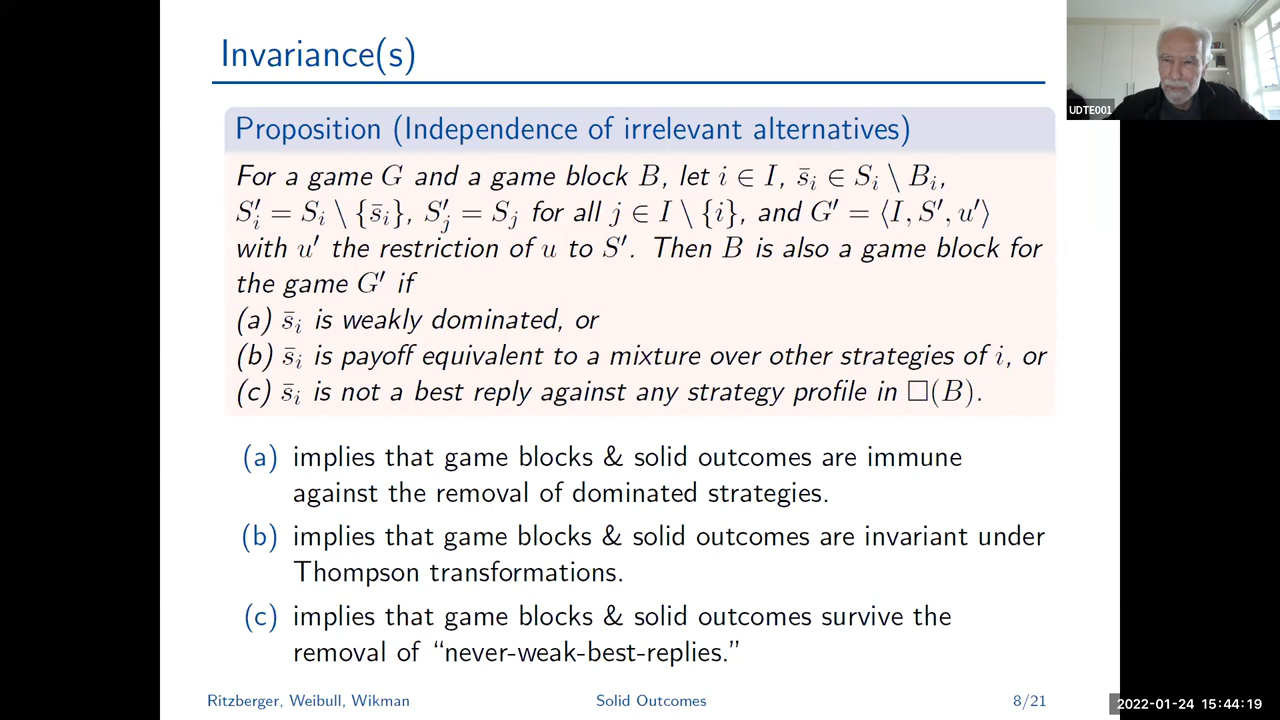 Invariance(s)
Proposition (Independence of irrelevant alternatives)
For a game G and a game block B, let i ∈ I, s̄ᵢ ∈ Sᵢ \ Bᵢ,
S′ᵢ = Sᵢ \ {s̄ᵢ}, S′ⱼ = Sⱼ for all j ∈ I \ {i}, and G′ = ⟨I, S′, u′⟩
with u′ the restriction of u to S′. Then B is also a game block for
the game G′ if
(a) s̄ᵢ is weakly dominated, or
(b) s̄ᵢ is payoff equivalent to a mixture over other strategies of i, or
(c) s̄ᵢ is not a best reply against any strategy profile in □(B).
(a) implies that game blocks & solid outcomes are immune
against the removal of dominated strategies.
(b) implies that game blocks & solid outcomes are invariant under
Thompson transformations.
(c) implies that game blocks & solid outcomes survive the
removal of “never-weak-best-replies.”
Ritzberger, Weibull, Wikman Solid Outcomes 8/21
UDTE001
2022-01-24 15:44:19